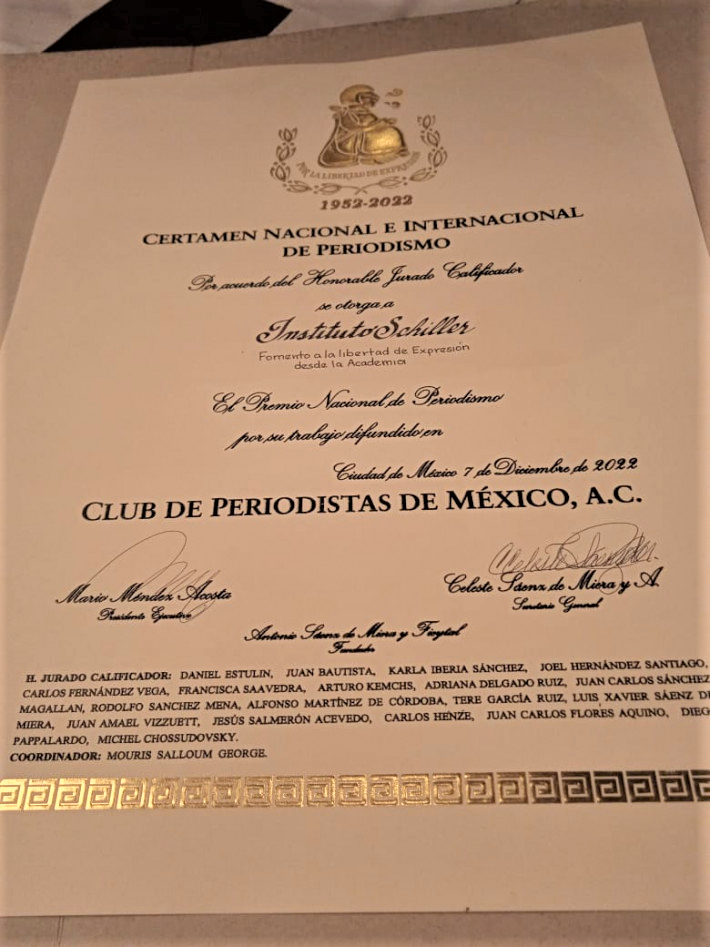 POR LA LIBERTAD DE EXPRESIÓN
1952-2022
CERTAMEN NACIONAL E INTERNACIONAL
DE PERIODISMO
Por acuerdo del Honorable Jurado Calificador
se otorga a
Instituto Schiller
Fomento a la libertad de Expresión
desde la Academia
El Premio Nacional de Periodismo
por su trabajo difundido en
Ciudad de México 7 de Diciembre de 2022
CLUB DE PERIODISTAS DE MÉXICO, A.C.
Mario Méndez Acosta
Presidente Ejecutivo
Celeste Sáenz de Miera y A.
Secretario General
Antonio Sáenz de Miera y Fieytal
Fundador
H. JURADO CALIFICADOR: DANIEL ESTULIN, JUAN BAUTISTA, KARLA IBERIA SÁNCHEZ, JOEL HERNÁNDEZ SANTIAGO,
CARLOS FERNÁNDEZ VEGA, FRANCISCA SAAVEDRA, ARTURO KEMCHS, ADRIANA DELGADO RUIZ, JUAN CARLOS SÁNCHEZ
MAGALLAN, RODOLFO SANCHEZ MENA, ALFONSO MARTÍNEZ DE CÓRDOBA, TERE GARCÍA RUIZ, LUIS XAVIER SÁENZ DE
MIERA, JUAN AMAEL VIZZUETT, JESÚS SALMERÓN ACEVEDO, CARLOS HENZE, JUAN CARLOS FLORES AQUINO, DIEG
PAPPALARDO, MICHEL CHOSSUDOVSKY.
COORDINADOR: MOURIS SALLOUM GEORGE.